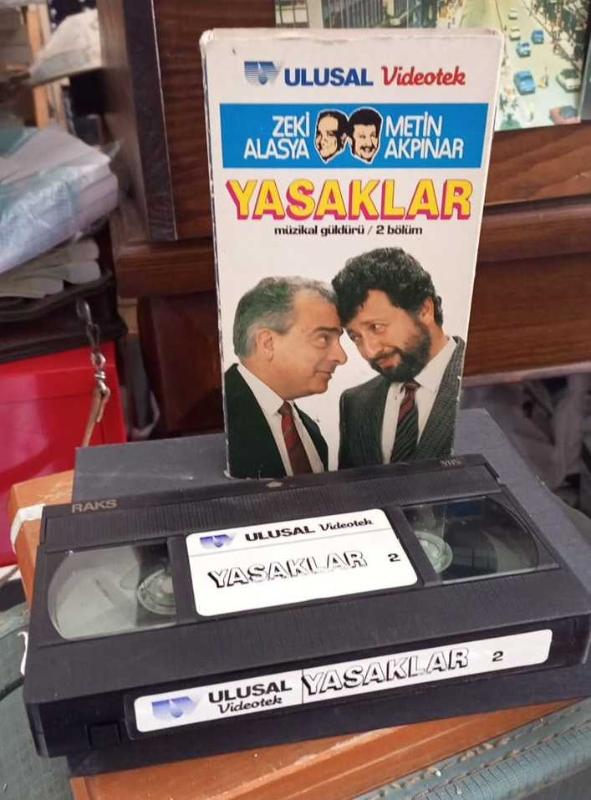 ULUSAL Videotek
ZEKİ ALASYA
METİN AKPINAR
YASAKLAR
müzikal güldürü / 2 bölüm
RAKS
VHS
ULUSAL Videotek
YASAKLAR 2
ULUSAL Videotek
YASAKLAR 2